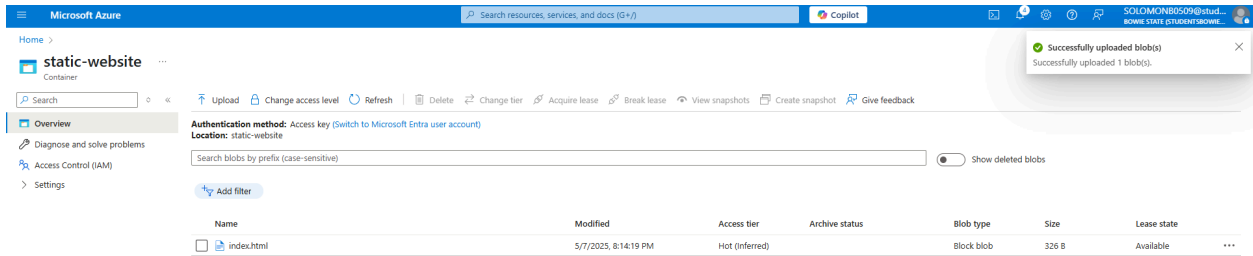 Microsoft Azure
Search resources, services, and docs (G+/)
Copilot
4
SOLOMONB0509@stud...
BOWIE STATE (STUDENTSBOWIE...
Home >
static-website ...
Container
Successfully uploaded blob(s)
Successfully uploaded 1 blob(s).
Search
Upload Change access level Refresh Delete Change tier Acquire lease Break lease View snapshots Create snapshot Give feedback
Overview
Diagnose and solve problems
Access Control (IAM)
Settings
Authentication method: Access key (Switch to Microsoft Entra user account)
Location: static-website
Search blobs by prefix (case-sensitive)
Show deleted blobs
Add filter
Name Modified Access tier Archive status Blob type Size Lease state
index.html 5/7/2025, 8:14:19 PM Hot (Inferred) Block blob 326 B Available ...